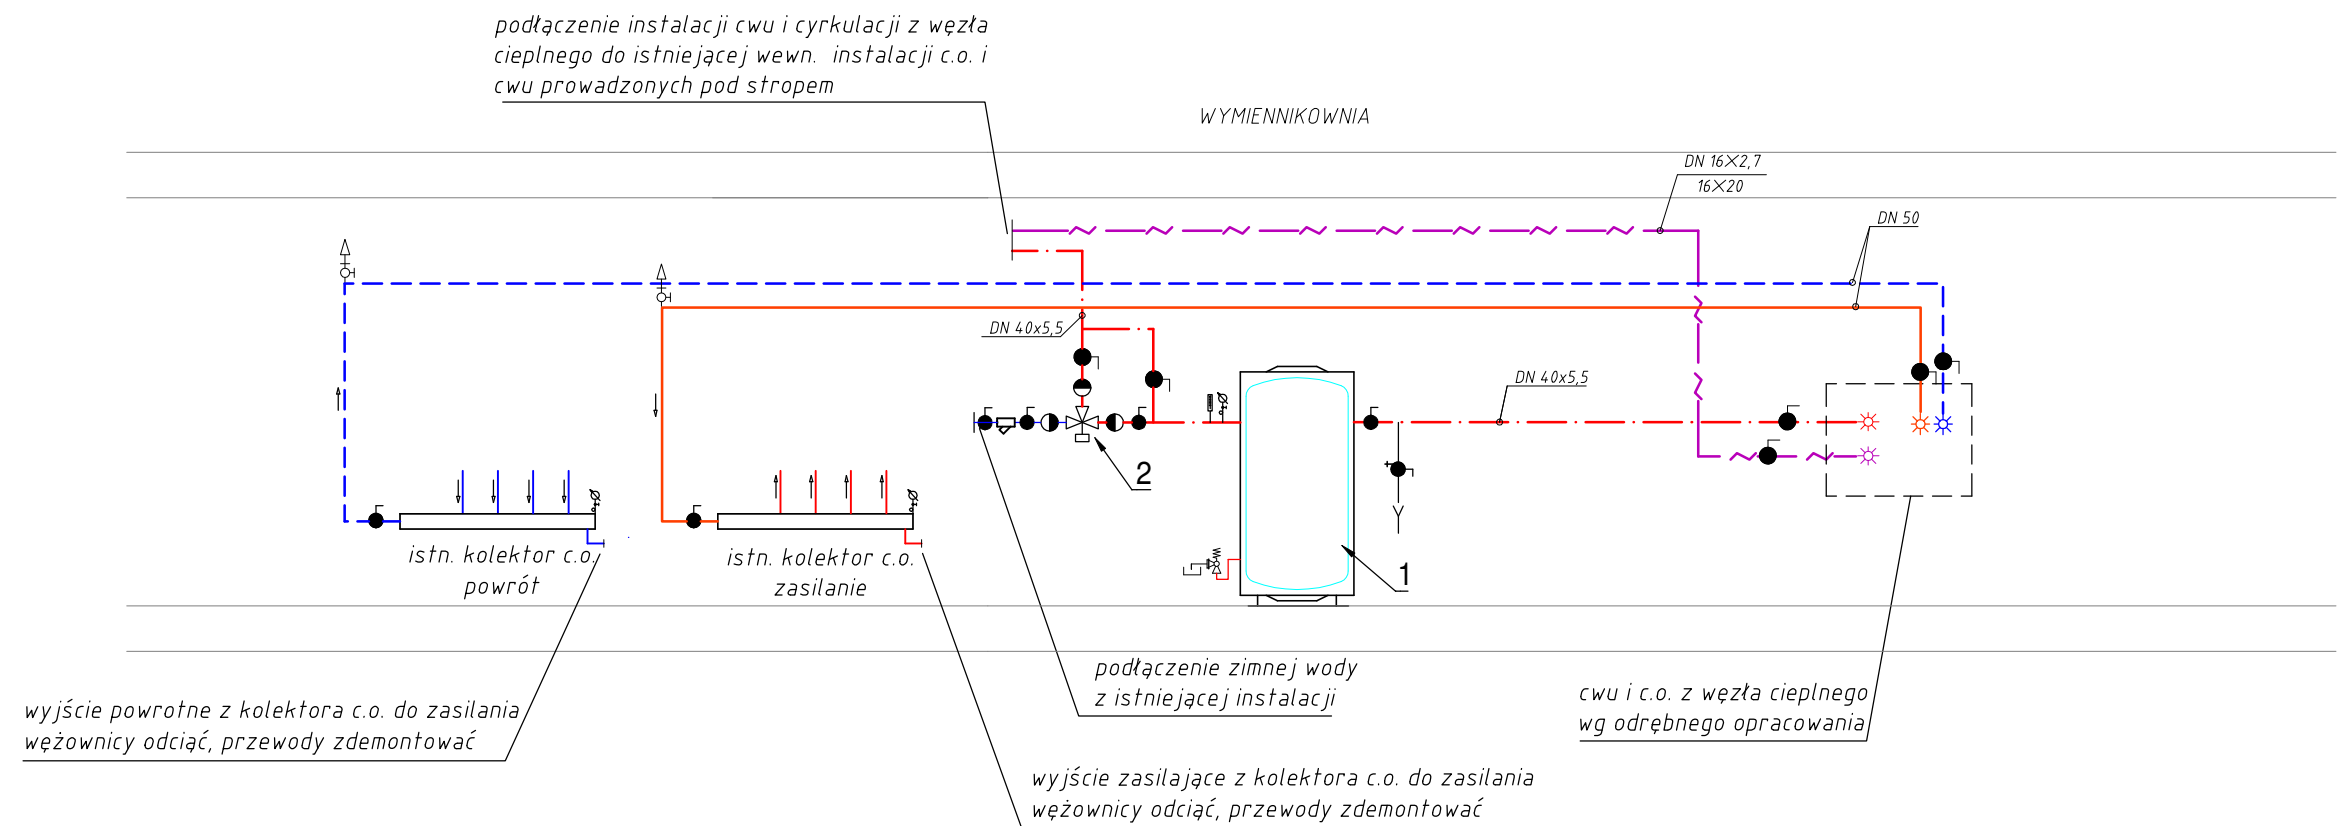 podłączenie instalacji cwu i cyrkulacji z węzła
cieplnego do istniejącej wewn. instalacji c.o. i
cwu prowadzonych pod stropem
WYMIENNIKOWNIA
DN 16×2,7
16×20
DN 50
DN 40x5,5
DN 40x5,5
2
1
istn. kolektor c.o.
powrót
istn. kolektor c.o.
zasilanie
podłączenie zimnej wody
z istniejącej instalacji
cwu i c.o. z węzła cieplnego
wg odrębnego opracowania
wyjście powrotne z kolektora c.o. do zasilania
wężownicy odciąć, przewody zdemontować
wyjście zasilające z kolektora c.o. do zasilania
wężownicy odciąć, przewody zdemontować